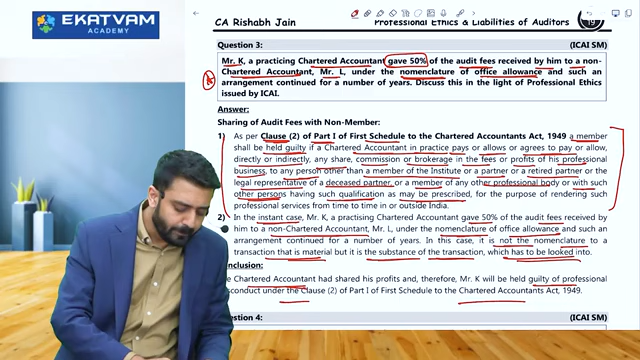 EKATVAM
ACADEMY
CA Rishabh Jain
Professional Ethics & Liabilities of Auditors
19
Question 3:
(ICAI SM)
Mr. K, a practicing Chartered Accountant gave 50% of the audit fees received by him to a non-
Chartered Accountant, Mr. L, under the nomenclature of office allowance and such an
arrangement continued for a number of years. Discuss this in the light of Professional Ethics
issued by ICAI.
Answer:
Sharing of Audit Fees with Non-Member:
1) As per Clause (2) of Part I of First Schedule to the Chartered Accountants Act, 1949 a member
shall be held guilty if a Chartered Accountant in practice pays or allows or agrees to pay or allow,
directly or indirectly, any share, commission or brokerage in the fees or profits of his professional
business, to any person other than a member of the Institute or a partner or a retired partner or the
legal representative of a deceased partner, or a member of any other professional body or with such
other persons having such qualification as may be prescribed, for the purpose of rendering such
professional services from time to time in or outside India.
2) In the instant case, Mr. K, a practising Chartered Accountant gave 50% of the audit fees received by
him to a non-Chartered Accountant, Mr. L, under the nomenclature of office allowance and such an
arrangement continued for a number of years. In this case, it is not the nomenclature to a
transaction that is material but it is the substance of the transaction, which has to be looked into.
onclusion:
e Chartered Accountant had shared his profits and, therefore, Mr. K will be held guilty of professional
sconduct under the Clause (2) of Part I of First Schedule to the Chartered Accountants Act, 1949.
Question 4:
(ICAI SM)